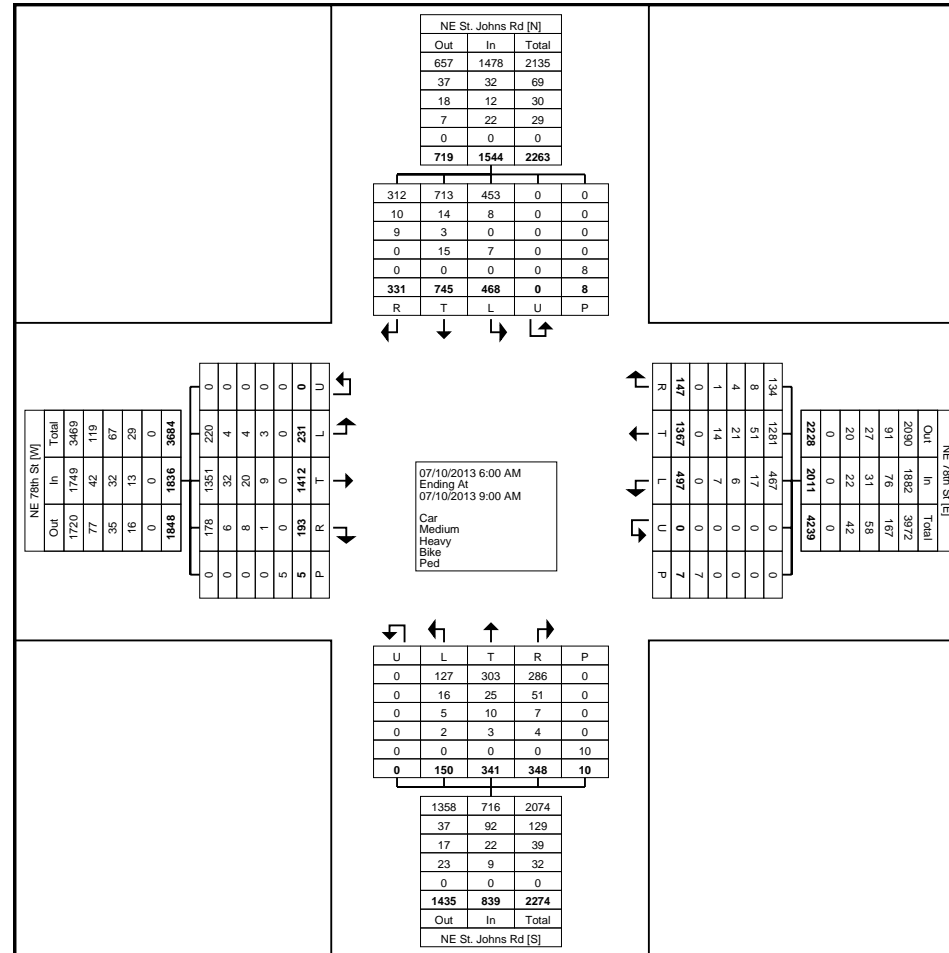 NE St. Johns Rd [N]
Out In Total
657 1478 2135
37 32 69
18 12 30
7 22 29
0 0 0
719 1544 2263
312 713 453 0 0
10 14 8 0 0
9 3 0 0 0
0 15 7 0 0
0 0 0 0 8
331 745 468 0 8
R T L U P
NE 78th St [W]
Out In Total
1720 1749 3469
77 42 119
35 32 67
16 13 29
0 0 0
1848 1836 3684
0 178 1351 220 0
0 6 32 4 0
0 8 20 4 0
0 1 9 3 0
5 0 0 0 0
5 193 1412 231 0
P R T L U
07/10/2013 6:00 AM
Ending At
07/10/2013 9:00 AM
Car
Medium
Heavy
Bike
Ped
NE 78th St [E]
Out In Total
2090 1882 3972
91 76 167
27 31 58
20 22 42
0 0 0
2228 2011 4239
134 1281 467 0 0
8 51 17 0 0
4 21 6 0 0
1 14 7 0 0
0 0 0 0 7
147 1367 497 0 7
R T L U P
U L T R P
0 127 303 286 0
0 16 25 51 0
0 5 10 7 0
0 2 3 4 0
0 0 0 0 10
0 150 341 348 10
1358 716 2074
37 92 129
17 22 39
23 9 32
0 0 0
1435 839 2274
Out In Total
NE St. Johns Rd [S]